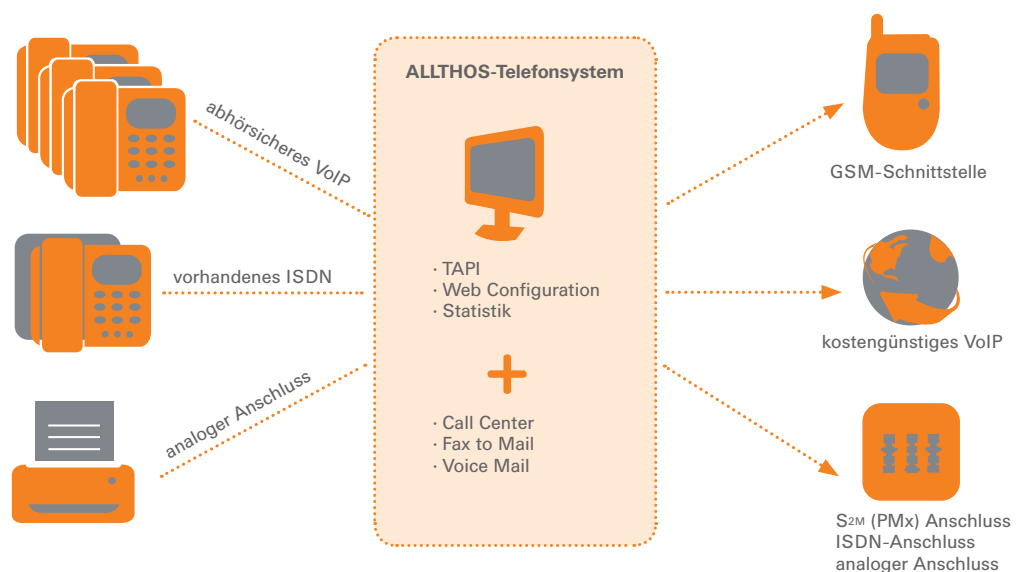 ALLTHOS-Telefonsystem
abhörsicheres VoIP
vorhandenes ISDN
analoger Anschluss
· TAPI
· Web Configuration
· Statistik
+
· Call Center
· Fax to Mail
· Voice Mail
GSM-Schnittstelle
kostengünstiges VoIP
S2M (PMx) Anschluss
ISDN-Anschluss
analoger Anschluss